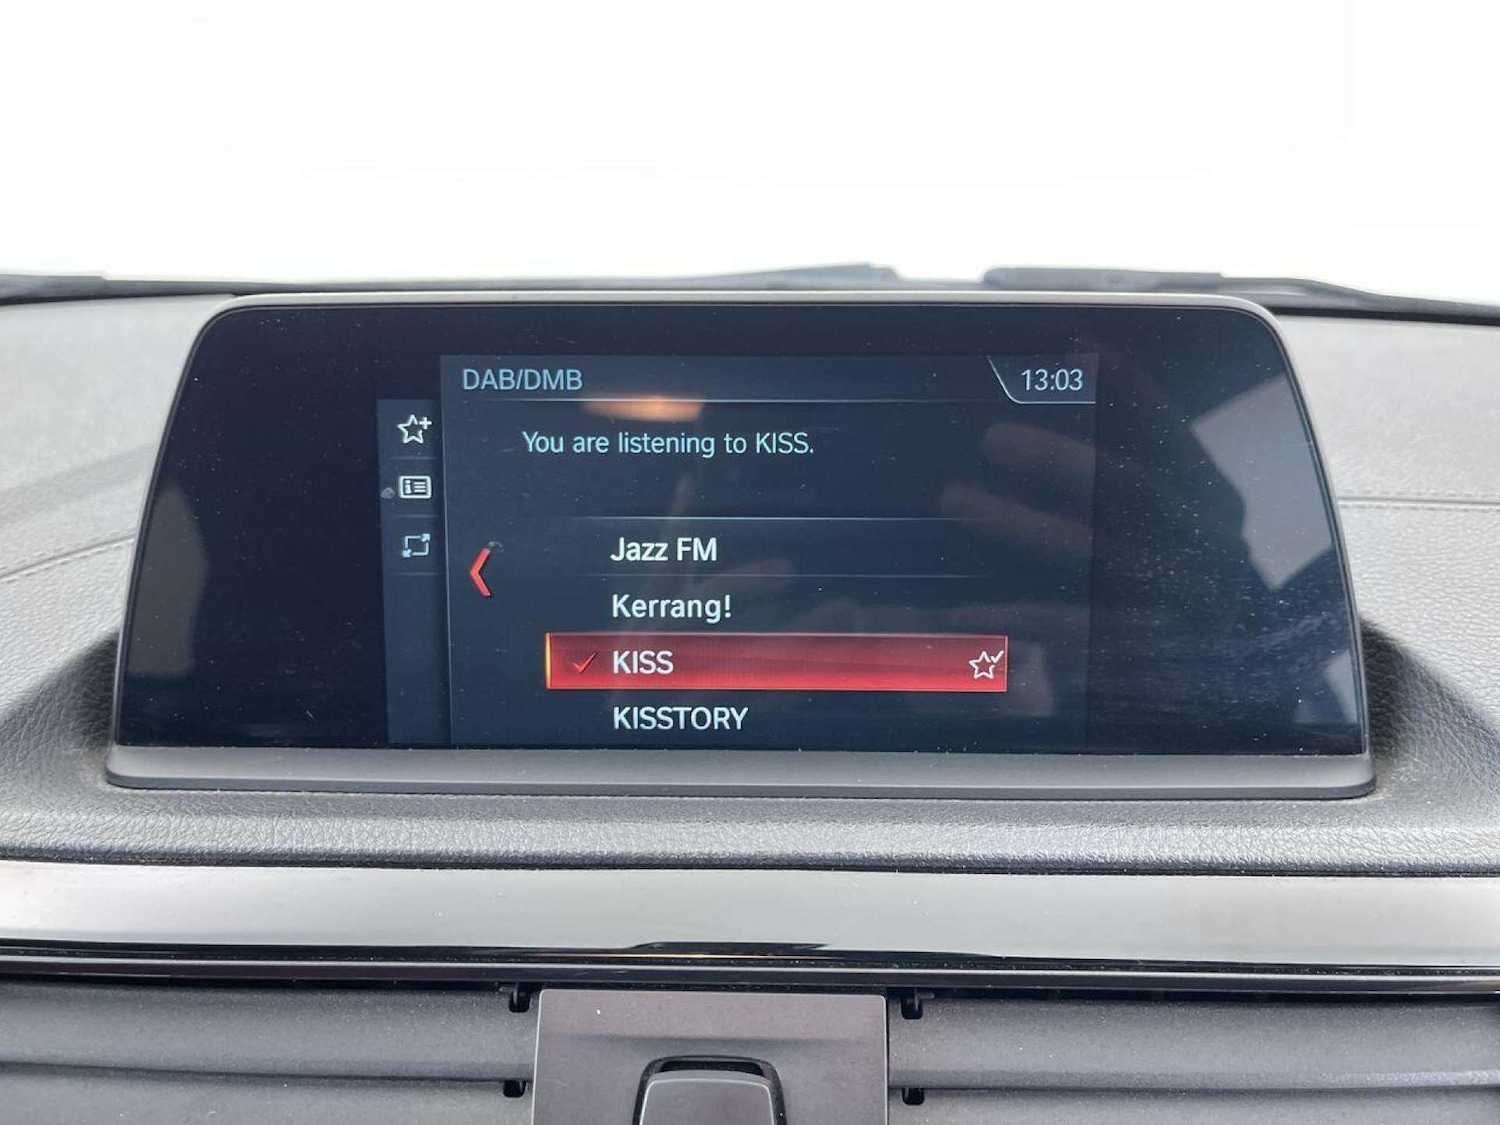 DAB/DMB
13:03
You are listening to KISS.
Jazz FM
Kerrang!
KISS
KISSTORY